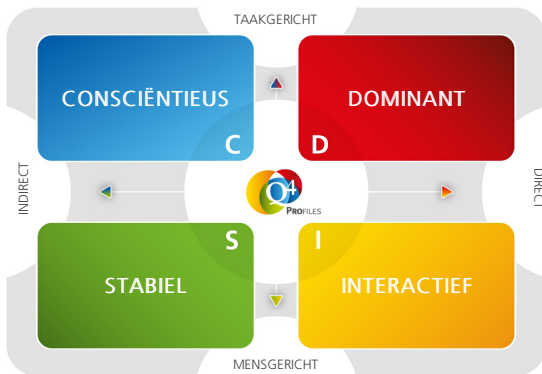 TAAKGERICHT
CONSCIËNTIEUS
DOMINANT
C
D
INDIRECT
Q4
PROFILES
DIRECT
S
I
STABIEL
INTERACTIEF
MENSGERICHT